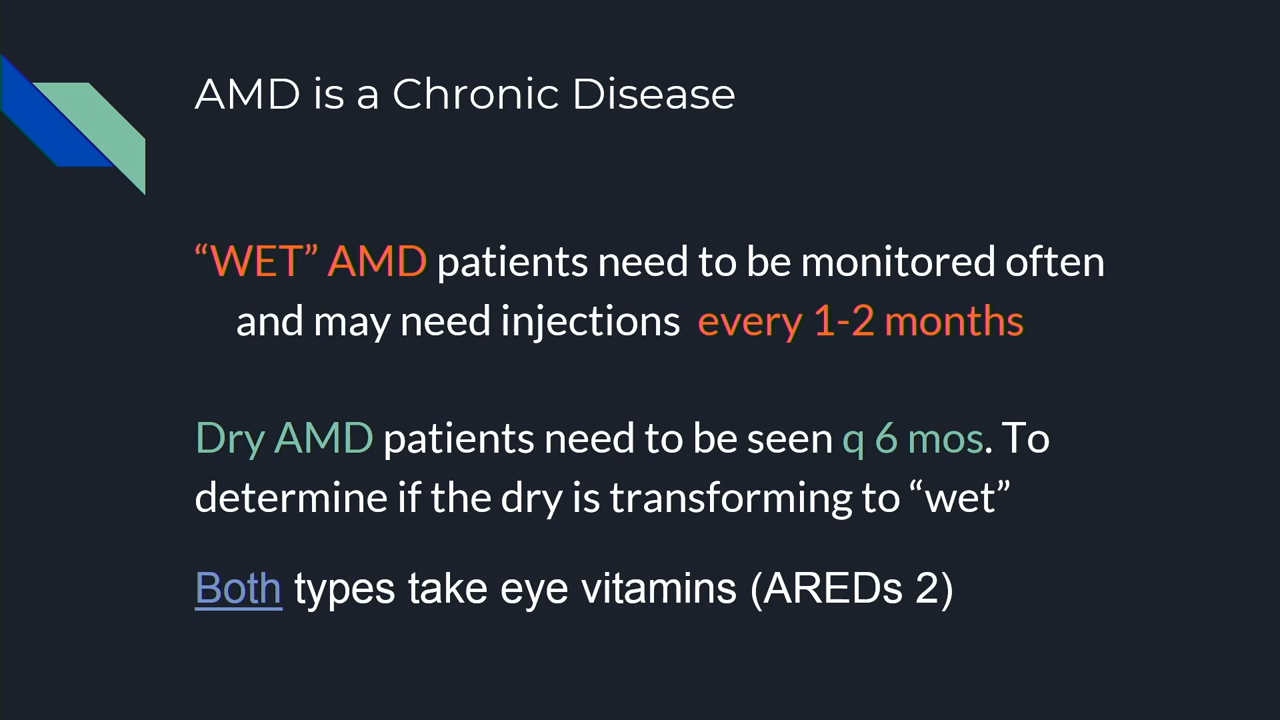 AMD is a Chronic Disease
“WET” AMD patients need to be monitored often
and may need injections every 1-2 months
Dry AMD patients need to be seen q 6 mos. To
determine if the dry is transforming to “wet”
Both types take eye vitamins (AREDs 2)